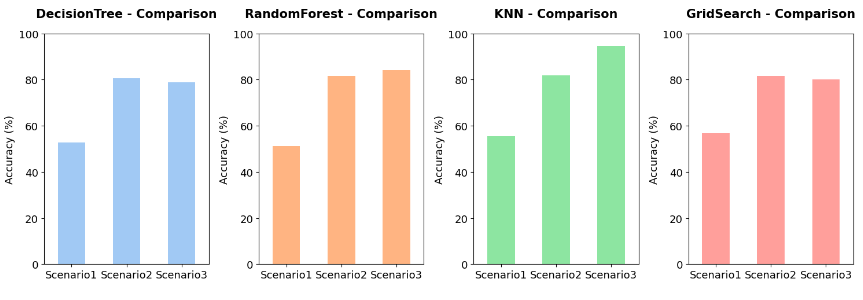 DecisionTree - Comparison
Accuracy (%)
100
80
60
40
20
0
Scenario1 Scenario2 Scenario3
RandomForest - Comparison
Accuracy (%)
100
80
60
40
20
0
Scenario1 Scenario2 Scenario3
KNN - Comparison
Accuracy (%)
100
80
60
40
20
0
Scenario1 Scenario2 Scenario3
GridSearch - Comparison
Accuracy (%)
100
80
60
40
20
0
Scenario1 Scenario2 Scenario3